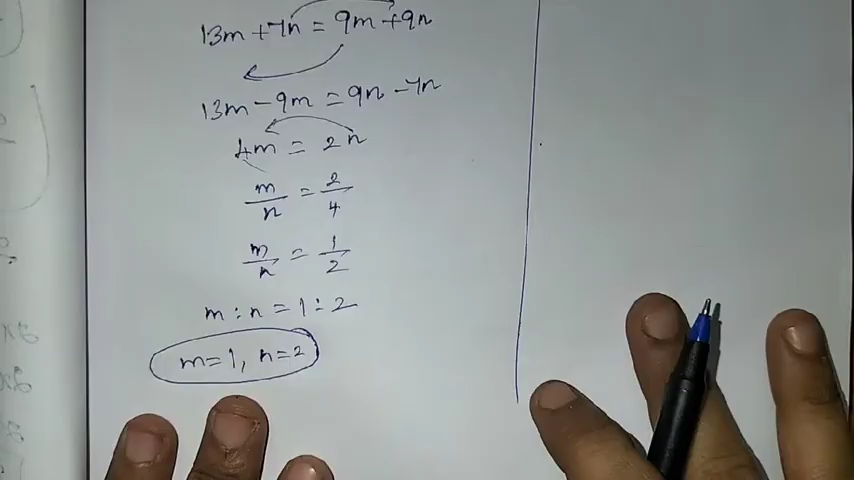 13m + 7n = 9m + 9n
13m - 9m = 9n - 7n
4m = 2n
m/n = 2/4
m/n = 1/2
m : n = 1 : 2
m=1, n=2